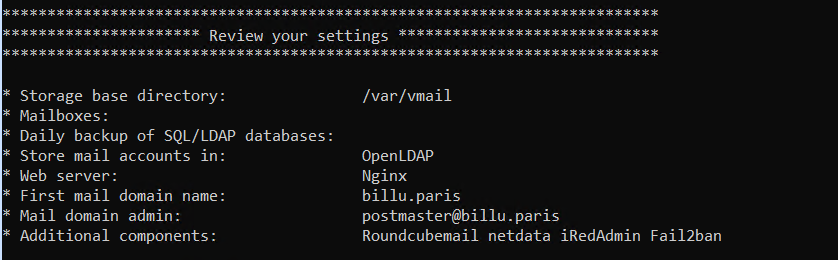 *************************************************************************
********************** Review your settings *****************************
*************************************************************************
* Storage base directory: /var/vmail
* Mailboxes:
* Daily backup of SQL/LDAP databases:
* Store mail accounts in: OpenLDAP
* Web server: Nginx
* First mail domain name: billu.paris
* Mail domain admin: postmaster@billu.paris
* Additional components: Roundcubemail netdata iRedAdmin Fail2ban